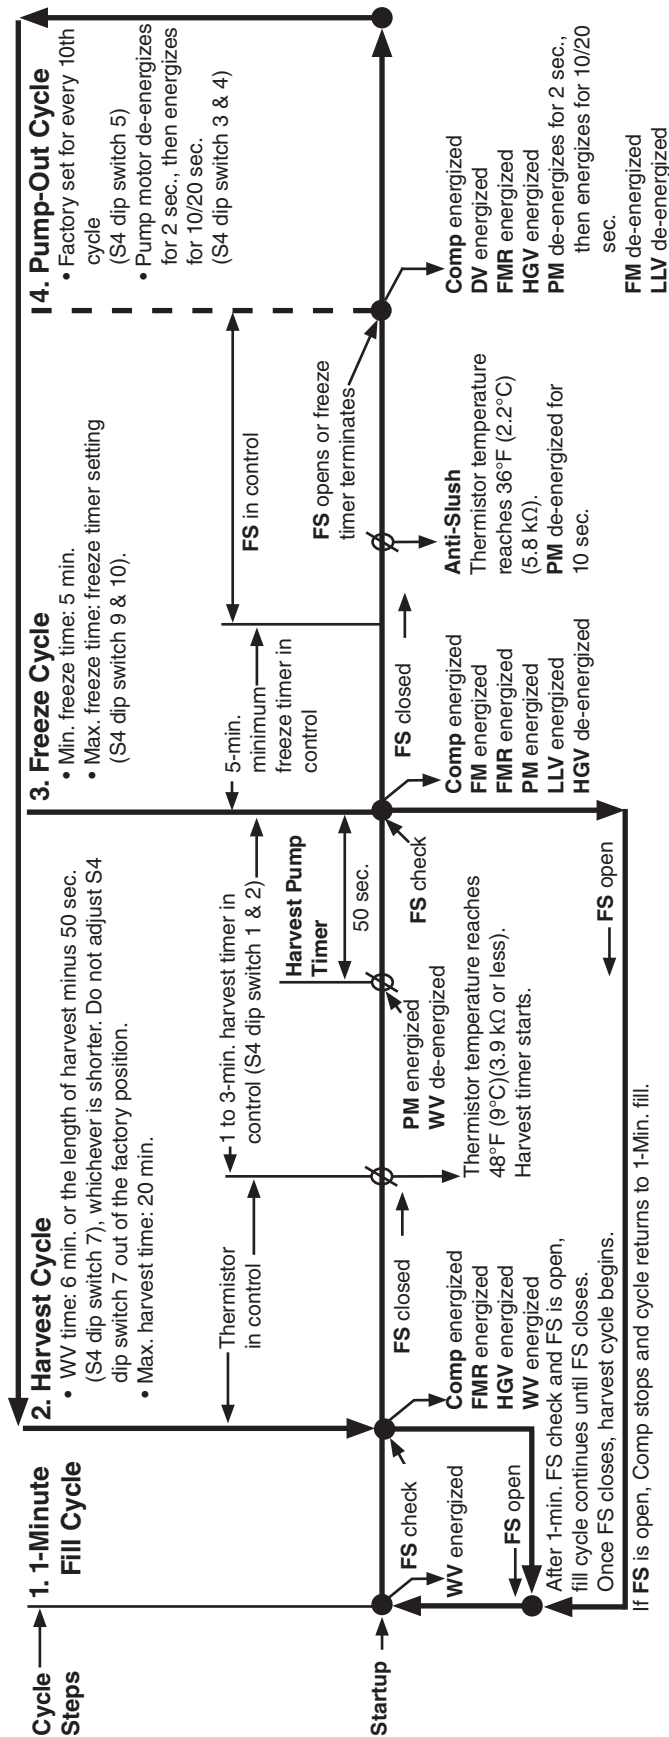 Cycle
Steps
1. 1-Minute
Fill Cycle
2. Harvest Cycle
• WV time: 6 min. or the length of harvest minus 50 sec.
(S4 dip switch 7), whichever is shorter. Do not adjust S4
dip switch 7 out of the factory position.
• Max. harvest time: 20 min.
3. Freeze Cycle
• Min. freeze time: 5 min.
• Max. freeze time: freeze timer setting
(S4 dip switch 9 & 10).
4. Pump-Out Cycle
• Factory set for every 10th
cycle
(S4 dip switch 5)
• Pump motor de-energizes
for 2 sec., then energizes
for 10/20 sec.
(S4 dip switch 3 & 4)
Thermistor
in control
1 to 3-min. harvest timer in
control (S4 dip switch 1 & 2)
Harvest Pump
Timer
50 sec.
5-min.
minimum
freeze timer in
control
FS in control
FS opens or freeze
timer terminates
Startup
FS check
WV energized
FS open
After 1-min. FS check and FS is open,
fill cycle continues until FS closes.
Once FS closes, harvest cycle begins.
If FS is open, Comp stops and cycle returns to 1-Min. fill.
FS closed
Comp energized
FMR energized
HGV energized
WV energized
Thermistor temperature reaches
48°F (9°C)(3.9 kΩ or less).
Harvest timer starts.
PM energized
WV de-energized
FS check
FS open
FS closed
Comp energized
FM energized
FMR energized
PM energized
LLV energized
HGV de-energized
Anti-Slush
Thermistor temperature
reaches 36°F (2.2°C)
(5.8 kΩ).
PM de-energized for
10 sec.
Comp energized
DV energized
FMR energized
HGV energized
PM de-energizes for 2 sec.,
then energizes for 10/20
sec.
FM de-energized
LLV de-energized